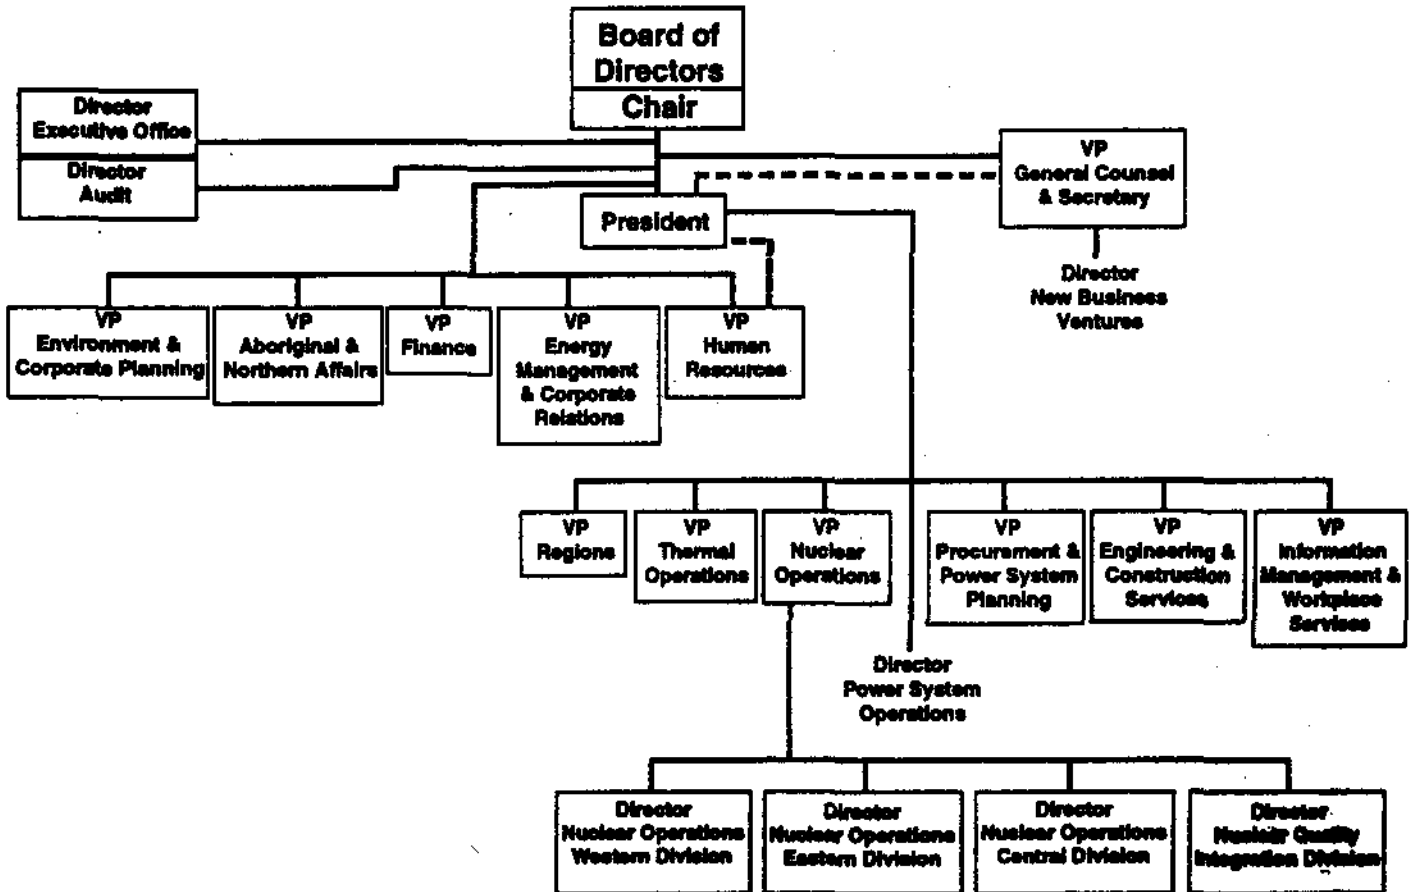 Board of
Directors
Chair
Director
Executive Office
Director
Audit
VP
General Counsel
& Secretary
President
Director
New Business
Ventures
VP
Environment &
Corporate Planning
VP
Aboriginal &
Northern Affairs
VP
Finance
VP
Energy
Management
& Corporate
Relations
VP
Human
Resources
VP
Regions
VP
Thermal
Operations
VP
Nuclear
Operations
VP
Procurement &
Power System
Planning
VP
Engineering &
Construction
Services
VP
Information
Management &
Workplace
Services
Director
Power System
Operations
Director
Nuclear Operations
Western Division
Director
Nuclear Operations
Eastern Division
Director
Nuclear Operations
Central Division
Director
Nuclear Quality
Integration Division